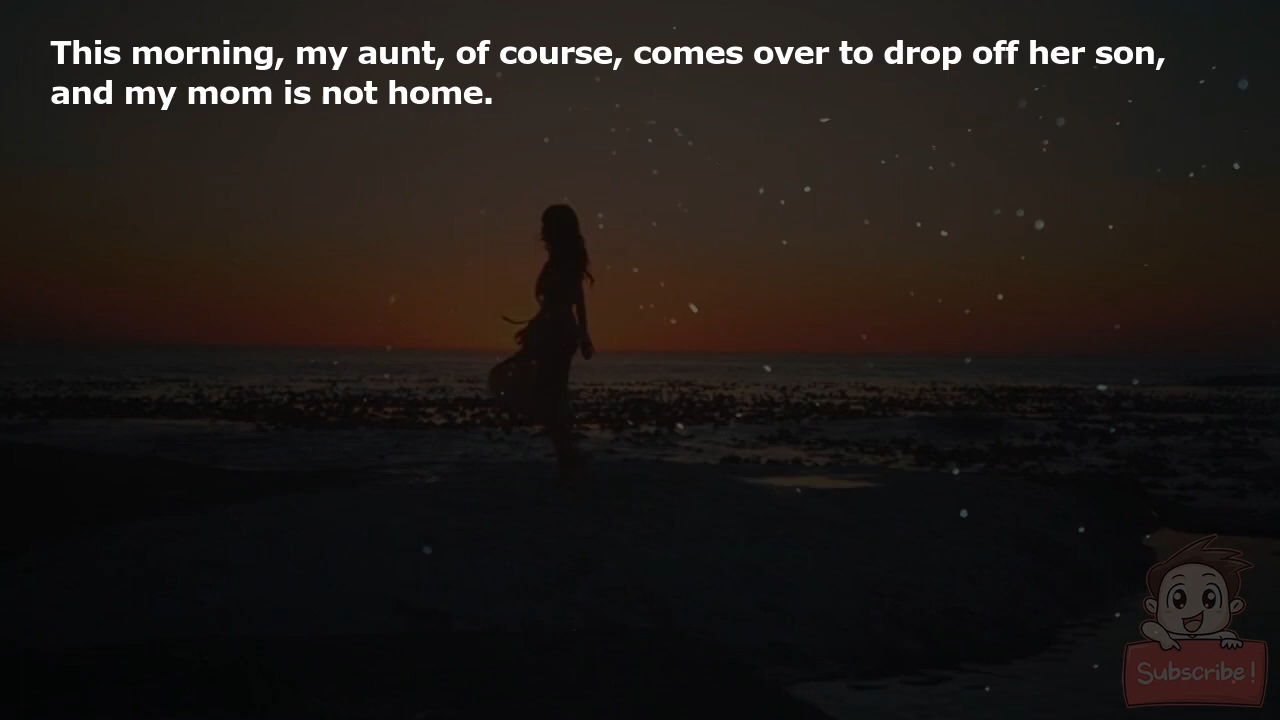 This morning, my aunt, of course, comes over to drop off her son,
and my mom is not home.
Subscribe!